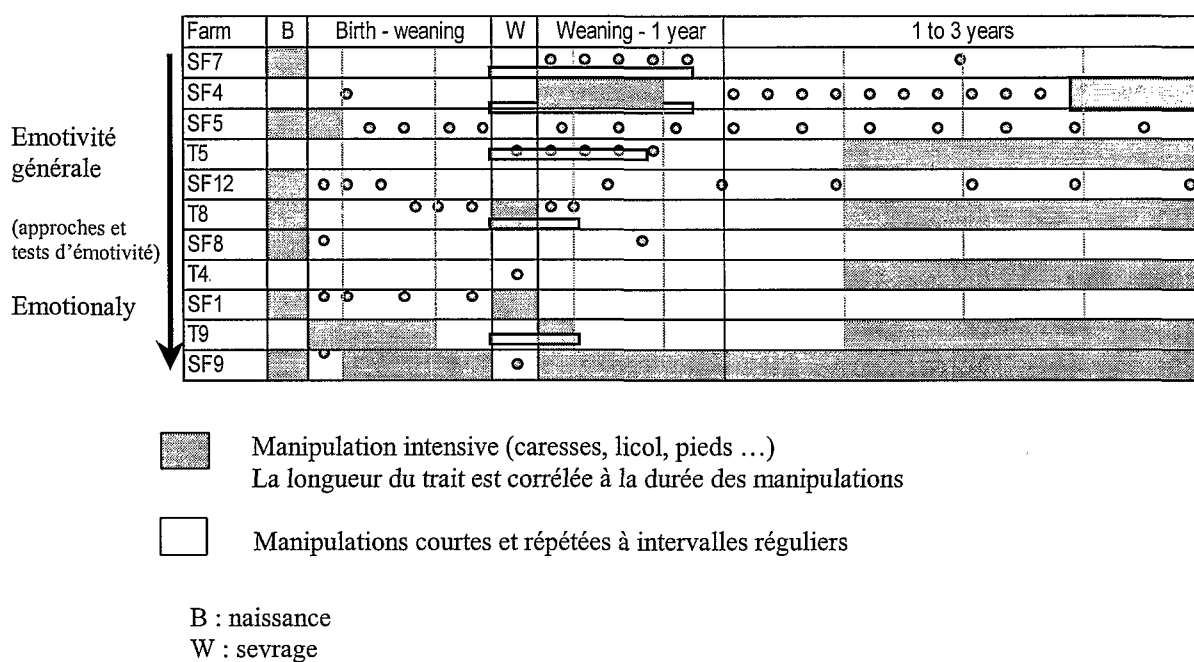 Farm B Birth - weaning W Weaning - 1 year 1 to 3 years
SF7
SF4
SF5
T5
SF12
T8
SF8
T4
SF1
T9
SF9
Emotivité
générale
(approches et
tests d'émotivité)
Emotionaly
Manipulation intensive (caresses, licol, pieds …)
La longueur du trait est corrélée à la durée des manipulations
Manipulations courtes et répétées à intervalles réguliers
B : naissance
W : sevrage